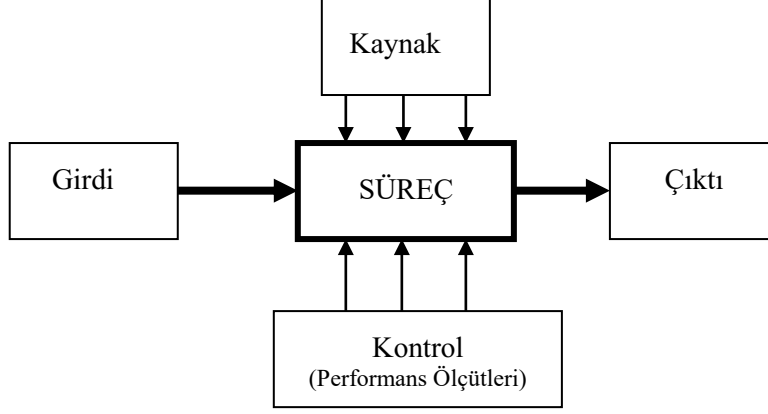 Kaynak
Girdi
SÜREÇ
Çıktı
Kontrol
(Performans Ölçütleri)